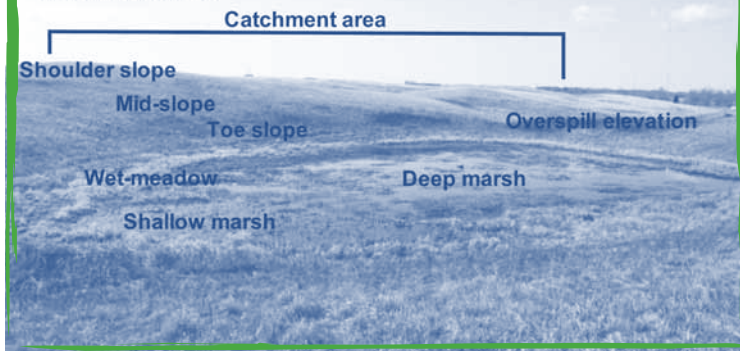 Catchment area
Shoulder slope
Mid-slope
Toe slope
Overspill elevation
Wet-meadow
Deep marsh
Shallow marsh